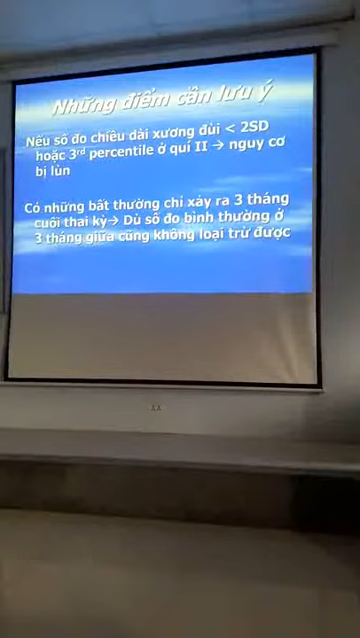 Những điểm cần lưu ý
Nếu số đo chiều dài xương đùi < 2SD
hoặc 3rd percentile ở quí II → nguy cơ
bị lùn
Có những bất thường chỉ xảy ra 3 tháng
cuối thai kỳ→ Dù số đo bình thường ở
3 tháng giữa cũng không loại trừ được